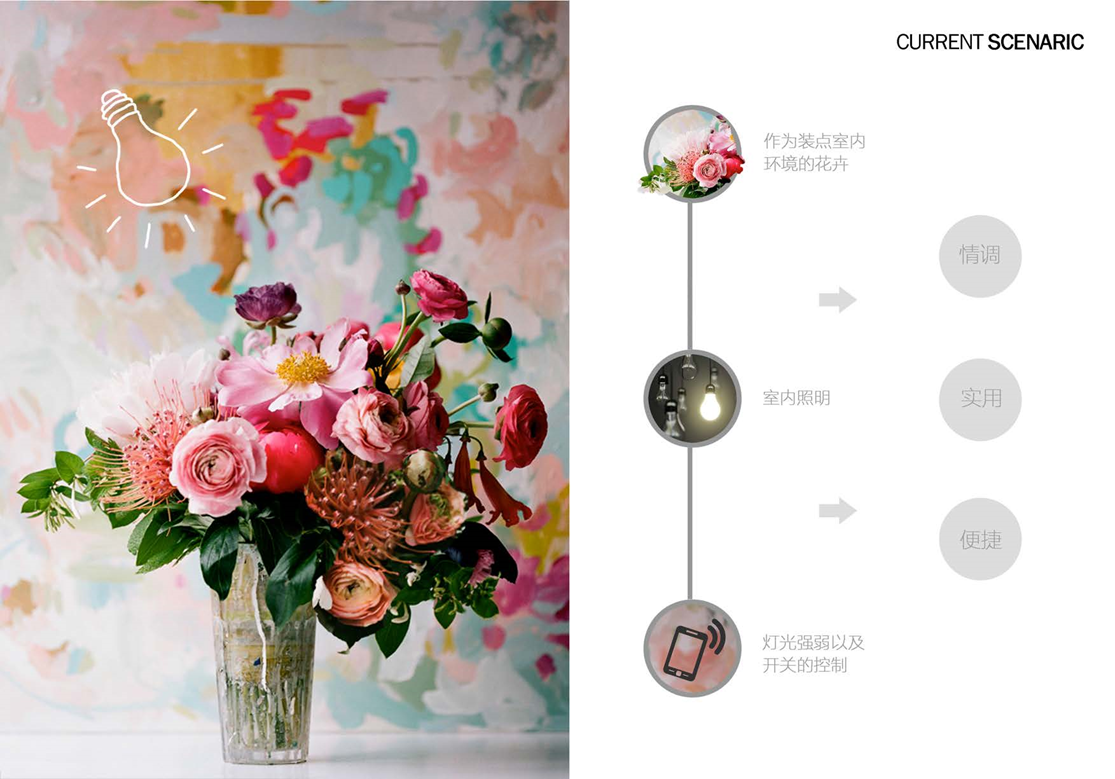 CURRENT SCENARIC
作为装点室内
环境的花卉
情调
室内照明
实用
便捷
灯光强弱以及
开关的控制